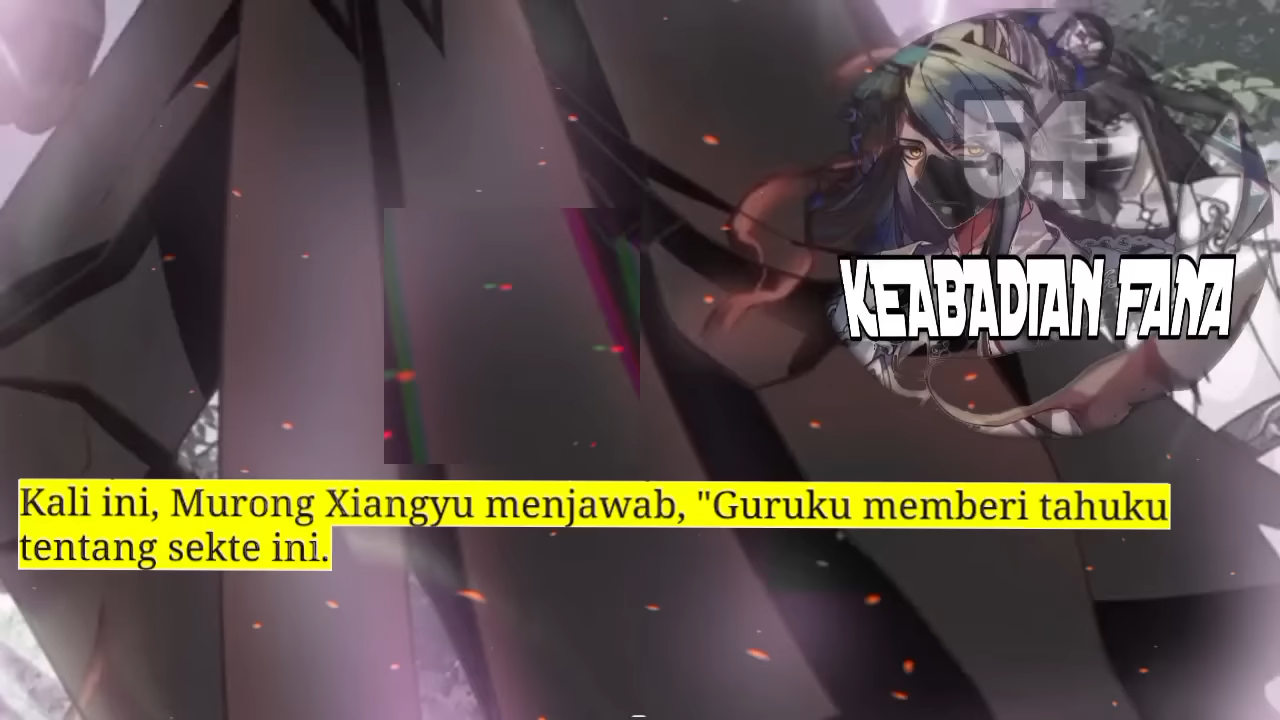 54
KEABADIAN FANA
Kali ini, Murong Xiangyu menjawab, "Guruku memberi tahuku
tentang sekte ini.